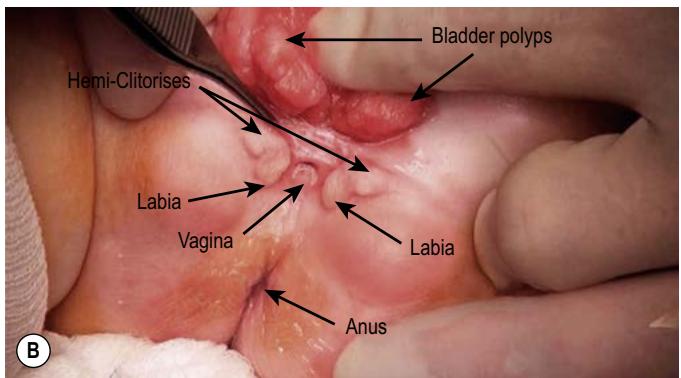 Bladder polyps
Hemi-Clitorises
Labia
Vagina
Labia
Anus
B